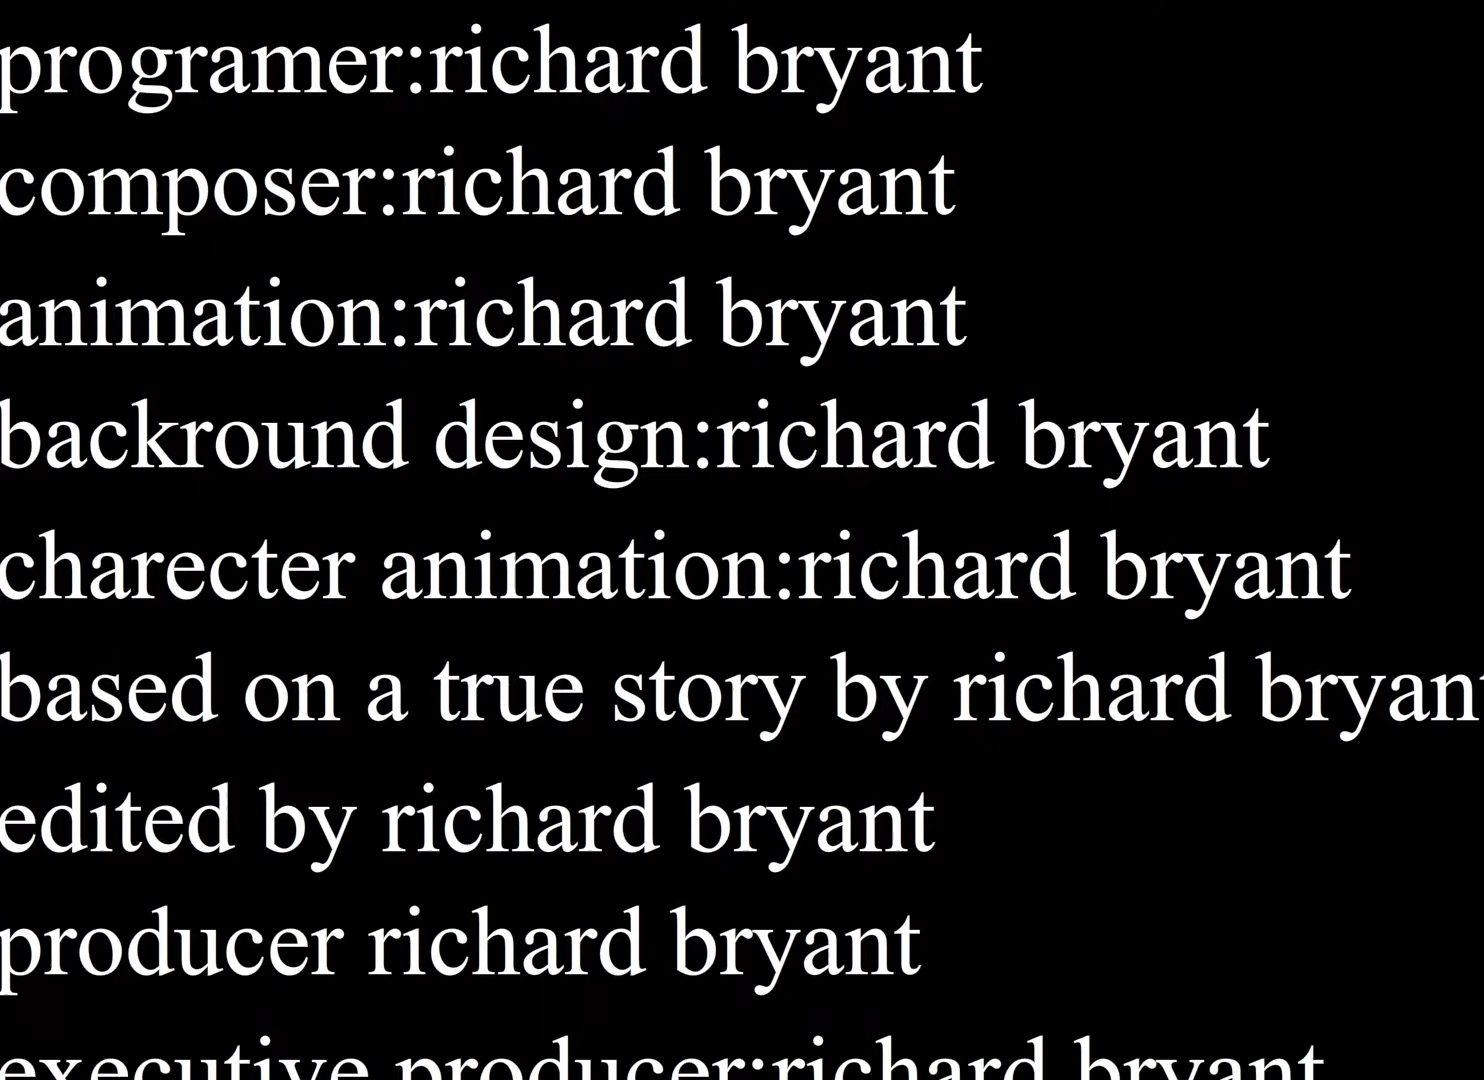 programer:richard bryant
composer:richard bryant
animation:richard bryant
backround design:richard bryant
charecter animation:richard bryant
based on a true story by richard bryant
edited by richard bryant
producer richard bryant
executive producer:richard bryant